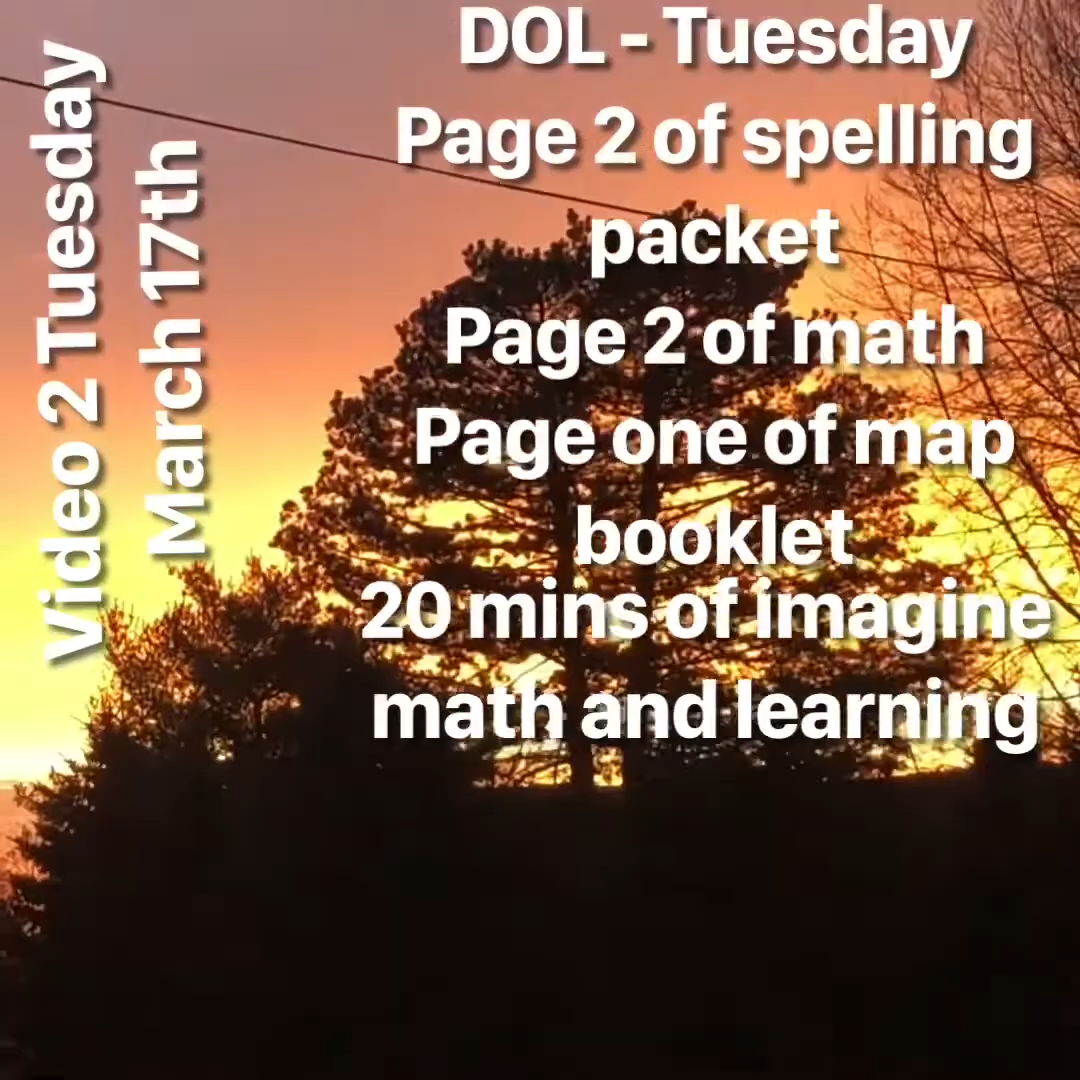 Video 2 Tuesday
March 17th
DOL - Tuesday
Page 2 of spelling
packet
Page 2 of math
Page one of map
booklet
20 mins of imagine
math and learning